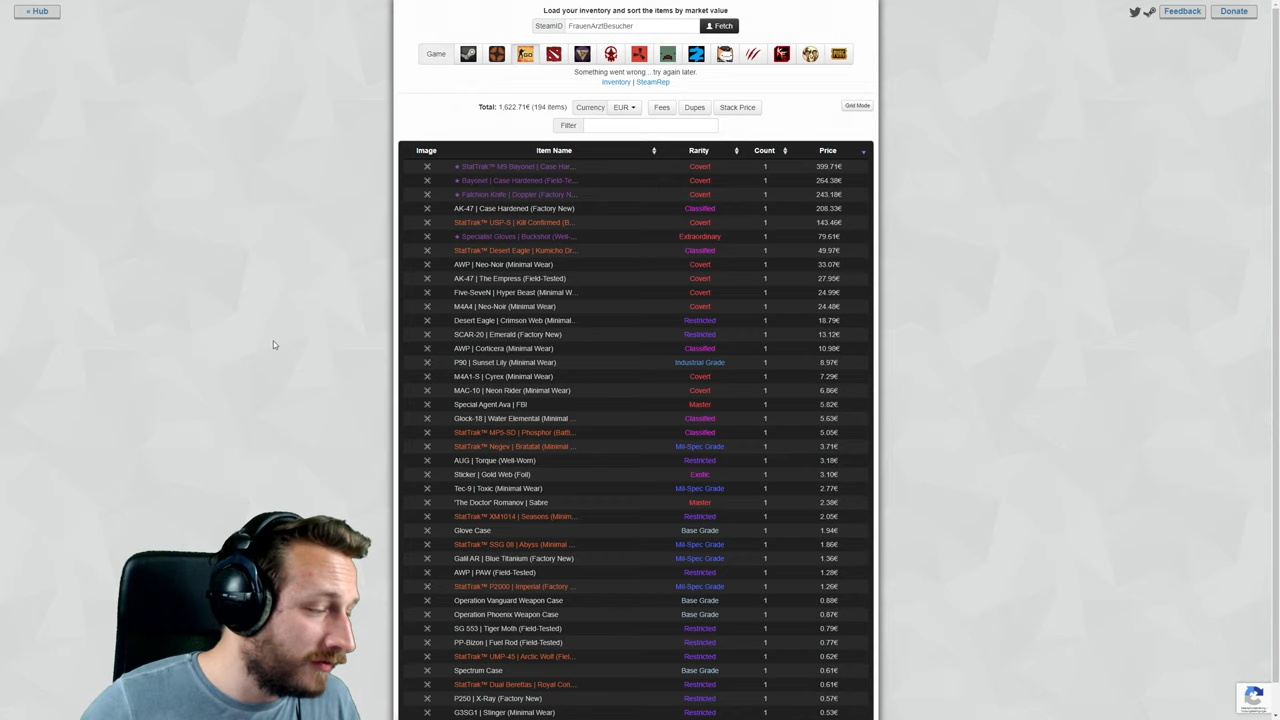 « Hub
Load your inventory and sort the items by market value
Feedback
Donate
SteamID FrauenArztBesucher Fetch
Game
Something went wrong... try again later.
Inventory | SteamRep
Total: 1,622.71€ (194 items) Currency EUR Fees Dupes Stack Price
Grid Mode
Filter
Image Item Name Rarity Count Price
★ StatTrak™ M9 Bayonet | Case Har... Covert 1 399.71€
★ Bayonet | Case Hardened (Field-Te... Covert 1 264.38€
★ Falchion Knife | Doppler (Factory N... Covert 1 243.18€
AK-47 | Case Hardened (Factory New) Classified 1 208.33€
StatTrak™ USP-S | Kill Confirmed (B... Covert 1 143.46€
★ Specialist Gloves | Buckshot (Well-... Extraordinary 1 79.61€
StatTrak™ Desert Eagle | Kumicho Dr... Classified 1 49.97€
AWP | Neo-Noir (Minimal Wear) Covert 1 33.07€
AK-47 | The Empress (Field-Tested) Covert 1 27.95€
Five-SeveN | Hyper Beast (Minimal W... Covert 1 24.99€
M4A4 | Neo-Noir (Minimal Wear) Covert 1 24.48€
Desert Eagle | Crimson Web (Minimal... Restricted 1 18.79€
SCAR-20 | Emerald (Factory New) Restricted 1 13.12€
AWP | Corticera (Minimal Wear) Classified 1 10.98€
P90 | Sunset Lily (Minimal Wear) Industrial Grade 1 8.97€
M4A1-S | Cyrex (Minimal Wear) Covert 1 7.29€
MAC-10 | Neon Rider (Minimal Wear) Covert 1 6.86€
Special Agent Ava | FBI Master 1 5.82€
Glock-18 | Water Elemental (Minimal ... Classified 1 5.63€
StatTrak™ MP5-SD | Phosphor (Battl... Classified 1 5.05€
StatTrak™ Negev | Bratatat (Minimal ... Mil-Spec Grade 1 3.71€
AUG | Torque (Well-Worn) Restricted 1 3.18€
Sticker | Gold Web (Foil) Exotic 1 3.10€
Tec-9 | Toxic (Minimal Wear) Mil-Spec Grade 1 2.77€
'The Doctor' Romanov | Sabre Master 1 2.38€
StatTrak™ XM1014 | Seasons (Minim... Restricted 1 2.05€
Glove Case Base Grade 1 1.94€
StatTrak™ SSG 08 | Abyss (Minimal ... Mil-Spec Grade 1 1.86€
Galil AR | Blue Titanium (Factory New) Mil-Spec Grade 1 1.36€
AWP | PAW (Field-Tested) Restricted 1 1.28€
StatTrak™ P2000 | Imperial (Factory ... Mil-Spec Grade 1 1.26€
Operation Vanguard Weapon Case Base Grade 1 0.88€
Operation Phoenix Weapon Case Base Grade 1 0.87€
SG 553 | Tiger Moth (Field-Tested) Restricted 1 0.79€
PP-Bizon | Fuel Rod (Field-Tested) Restricted 1 0.77€
StatTrak™ UMP-45 | Arctic Wolf (Fiel... Restricted 1 0.62€
Spectrum Case Base Grade 1 0.61€
StatTrak™ Dual Berettas | Royal Con... Restricted 1 0.61€
P250 | X-Ray (Factory New) Restricted 1 0.57€
G3SG1 | Stinger (Minimal Wear) Restricted 1 0.53€